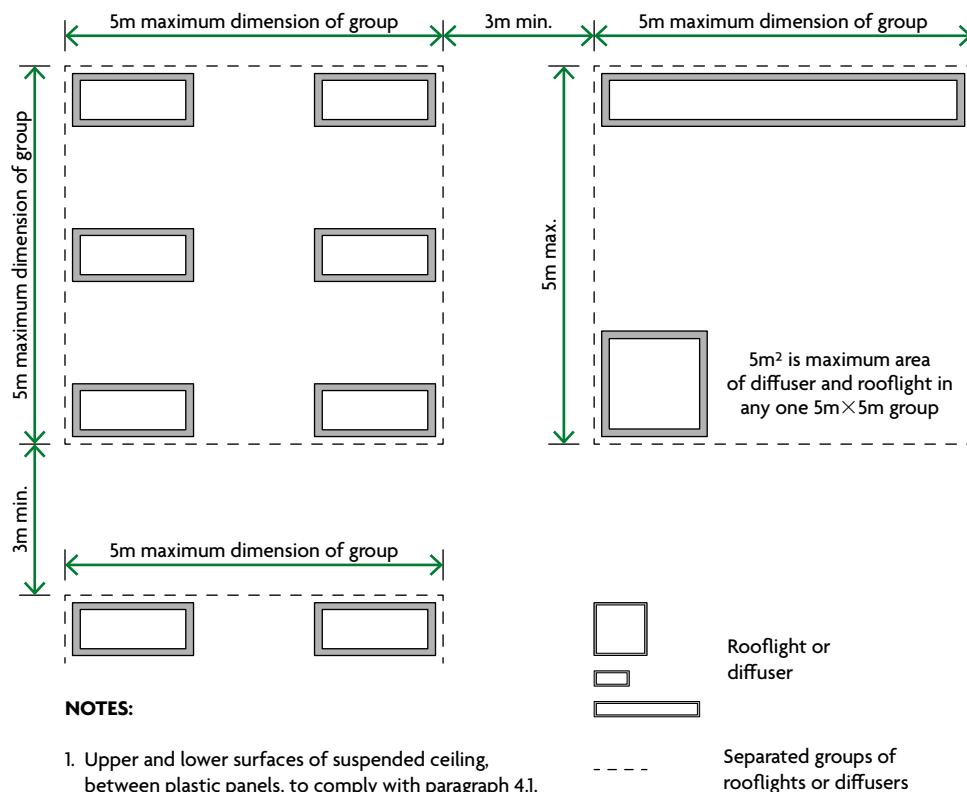 5m maximum dimension of group
3m min.
5m maximum dimension of group
5m maximum dimension of group
5m max.
5m² is maximum area
of diffuser and rooflight in
any one 5m×5m group
3m min.
5m maximum dimension of group
Rooflight or
diffuser
NOTES:
1. Upper and lower surfaces of suspended ceiling,
between plastic panels, to comply with paragraph 4.1.
Separated groups of
rooflights or diffusers